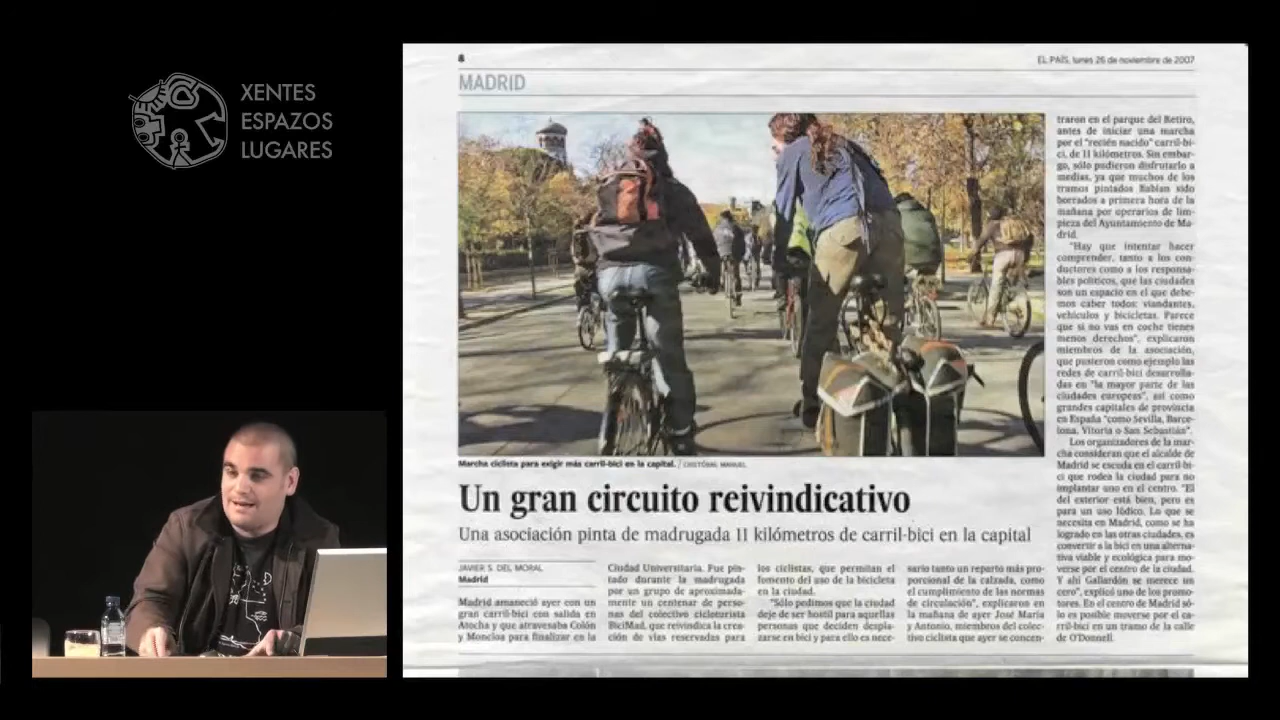 XENTES
ESPAZOS
LUGARES
8
EL PAÍS, lunes 26 de noviembre de 2007
MADRID
Marcha ciclista para exigir más carril-bici en la capital. / CRISTÓBAL MANUEL
Un gran circuito reivindicativo
Una asociación pinta de madrugada 11 kilómetros de carril-bici en la capital
JAVIER S. DEL MORAL
Madrid
Madrid amaneció ayer con un
gran carril-bici con salida en
Atocha y que atravesaba Colón
y Moncloa para finalizar en la
Ciudad Universitaria. Fue pin-
tado durante la madrugada
por un grupo de aproximada-
mente un centenar de perso-
nas del colectivo cicloturista
BiciMad, que reivindica la crea-
ción de vías reservadas para
los ciclistas, que permitan el
fomento del uso de la bicicleta
en la ciudad.
"Sólo pedimos que la ciudad
deje de ser hostil para aquellas
personas que deciden despla-
zarse en bici y para ello es nece-
sario tanto un reparto más pro-
porcional de la calzada, como
el cumplimiento de las normas
de circulación", explicaron en
la mañana de ayer José María
y Antonio, miembros del colec-
tivo ciclista que ayer se concen-
traron en el parque del Retiro,
antes de iniciar una marcha
por el "recién nacido" carril-bi-
ci, de 11 kilómetros. Sin embar-
go, sólo pudieron disfrutarlo a
medias, ya que muchos de los
tramos pintados habían sido
borrados a primera hora de la
mañana por operarios de lim-
pieza del Ayuntamiento de Ma-
drid.
"Hay que intentar hacer
comprender, tanto a los con-
ductores como a los responsa-
bles políticos, que las ciudades
son un espacio en el que debe-
mos caber todos: viandantes,
vehículos y bicicletas. Parece
que si no vas en coche tienes
menos derechos", explicaron
miembros de la asociación,
que pusieron como ejemplo las
redes de carril-bici desarrolla-
das en "la mayor parte de las
ciudades europeas", así como
grandes capitales de provincia
en España "como Sevilla, Barce-
lona, Vitoria o San Sebastián".
Los organizadores de la mar-
cha consideran que el alcalde de
Madrid se escuda en el carril-bi-
ci que rodea la ciudad para no
implantar uno en el centro. "El
del exterior está bien, pero es
para un uso lúdico. Lo que se
necesita en Madrid, como se ha
logrado en las otras ciudades, es
convertir a la bici en una alterna-
tiva viable y ecológica para mo-
verse por el centro de la ciudad.
Y ahí Gallardón se merece un
cero", explicó uno de los promo-
tores. En el centro de Madrid só-
lo es posible moverse por el ca-
rril-bici en un tramo de la calle
de O'Donnell.